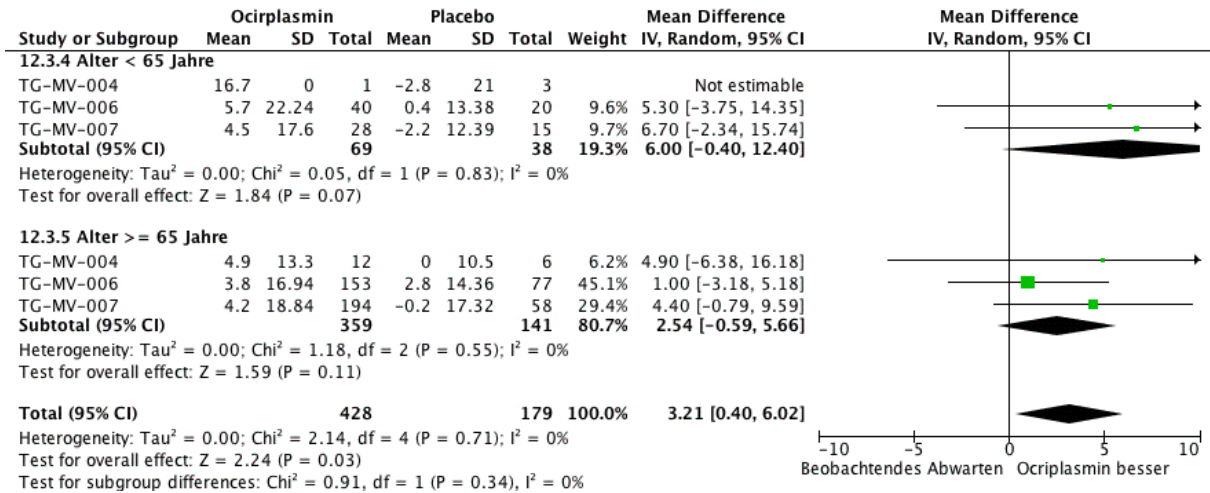 Ocirplasmin Placebo Mean Difference Mean Difference
Study or Subgroup Mean SD Total Mean SD Total Weight IV, Random, 95% CI IV, Random, 95% CI
12.3.4 Alter < 65 Jahre
TG-MV-004 16.7 0 1 -2.8 21 3 Not estimable
TG-MV-006 5.7 22.24 40 0.4 13.38 20 9.6% 5.30 [-3.75, 14.35]
TG-MV-007 4.5 17.6 28 -2.2 12.39 15 9.7% 6.70 [-2.34, 15.74]
Subtotal (95% CI) 69 38 19.3% 6.00 [-0.40, 12.40]
Heterogeneity: Tau² = 0.00; Chi² = 0.05, df = 1 (P = 0.83); I² = 0%
Test for overall effect: Z = 1.84 (P = 0.07)
12.3.5 Alter >= 65 Jahre
TG-MV-004 4.9 13.3 12 0 10.5 6 6.2% 4.90 [-6.38, 16.18]
TG-MV-006 3.8 16.94 153 2.8 14.36 77 45.1% 1.00 [-3.18, 5.18]
TG-MV-007 4.2 18.84 194 -0.2 17.32 58 29.4% 4.40 [-0.79, 9.59]
Subtotal (95% CI) 359 141 80.7% 2.54 [-0.59, 5.66]
Heterogeneity: Tau² = 0.00; Chi² = 1.18, df = 2 (P = 0.55); I² = 0%
Test for overall effect: Z = 1.59 (P = 0.11)
Total (95% CI) 428 179 100.0% 3.21 [0.40, 6.02]
Heterogeneity: Tau² = 0.00; Chi² = 2.14, df = 4 (P = 0.71); I² = 0%
Test for overall effect: Z = 2.24 (P = 0.03)
Test for subgroup differences: Chi² = 0.91, df = 1 (P = 0.34), I² = 0%
-10 -5 0 5 10
Beobachtendes Abwarten Ocriplasmin besser